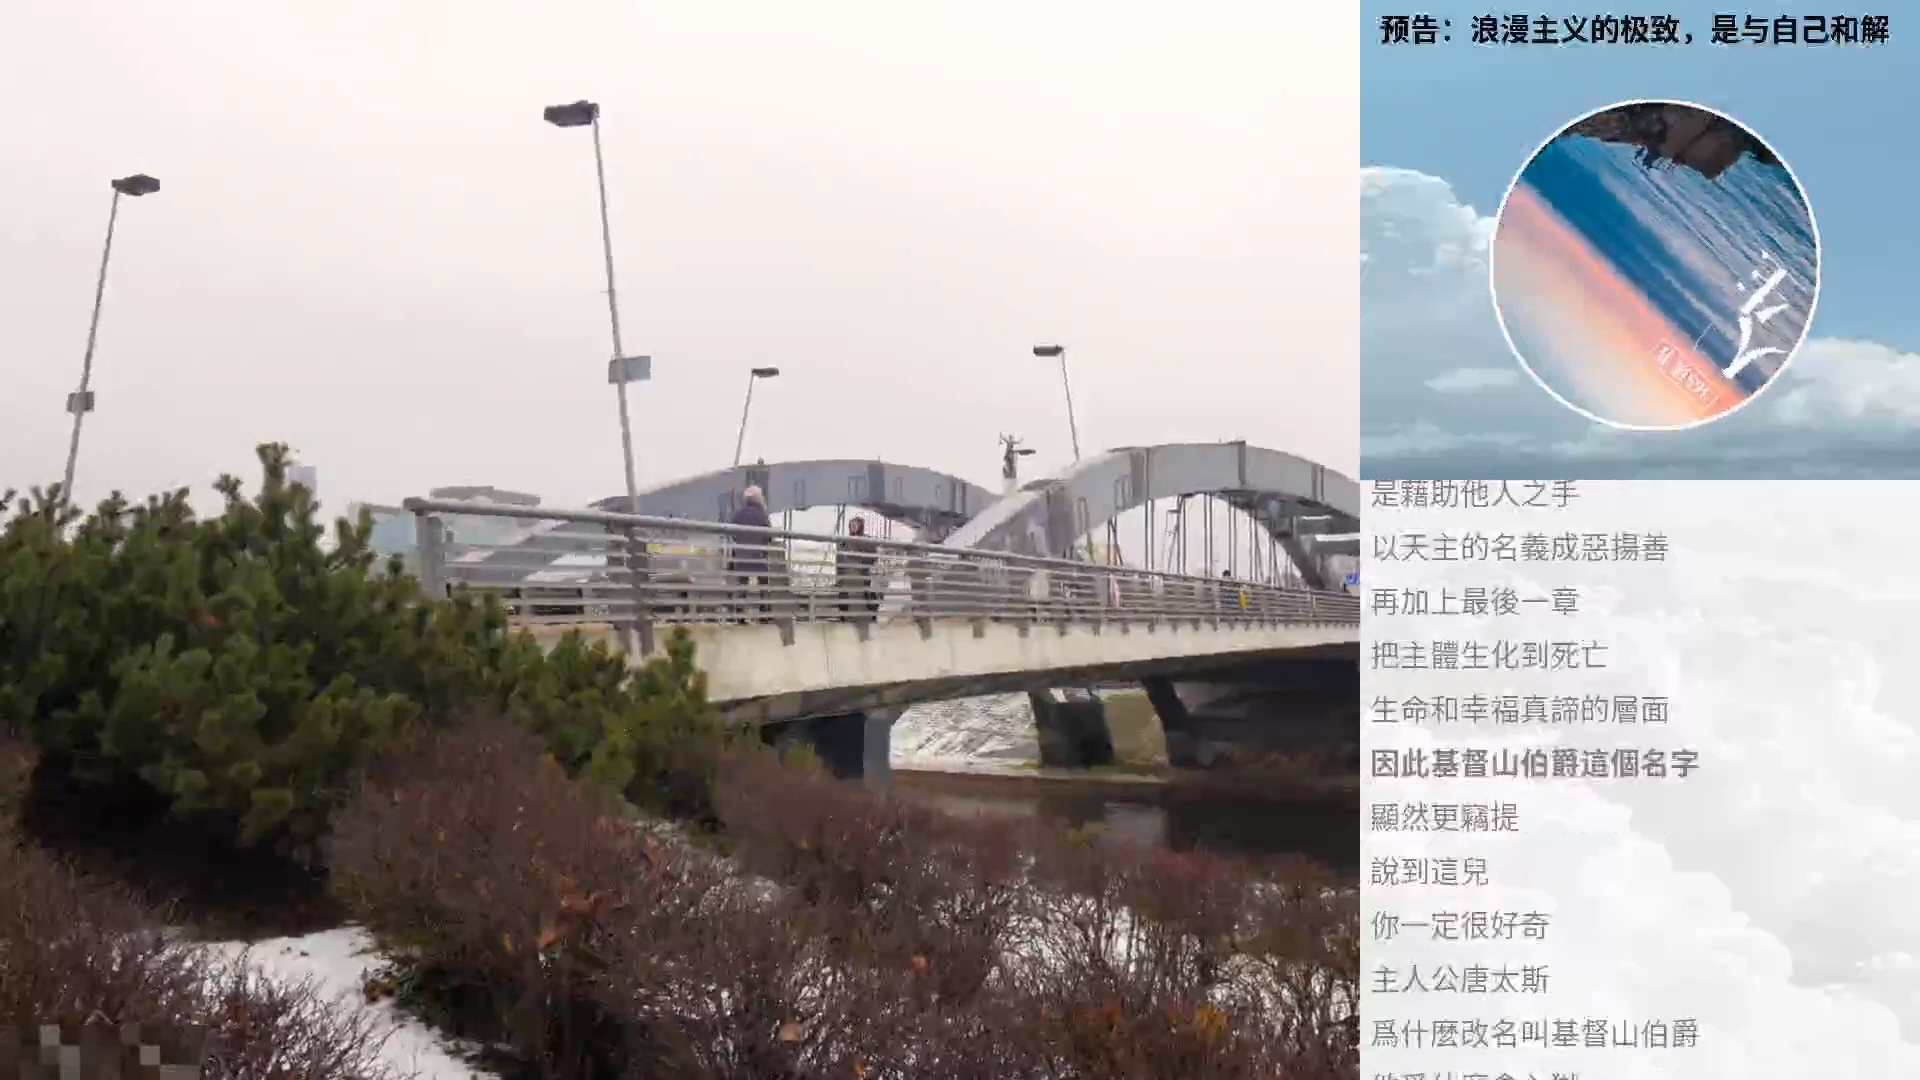 预告：浪漫主义的极致，是与自己和解
是藉助他人之手
以天主的名義成惡揚善
再加上最後一章
把主體生化到死亡
生命和幸福真諦的層面
因此基督山伯爵這個名字
顯然更竊提
說到這兒
你一定很好奇
主人公唐太斯
爲什麼改名叫基督山伯爵